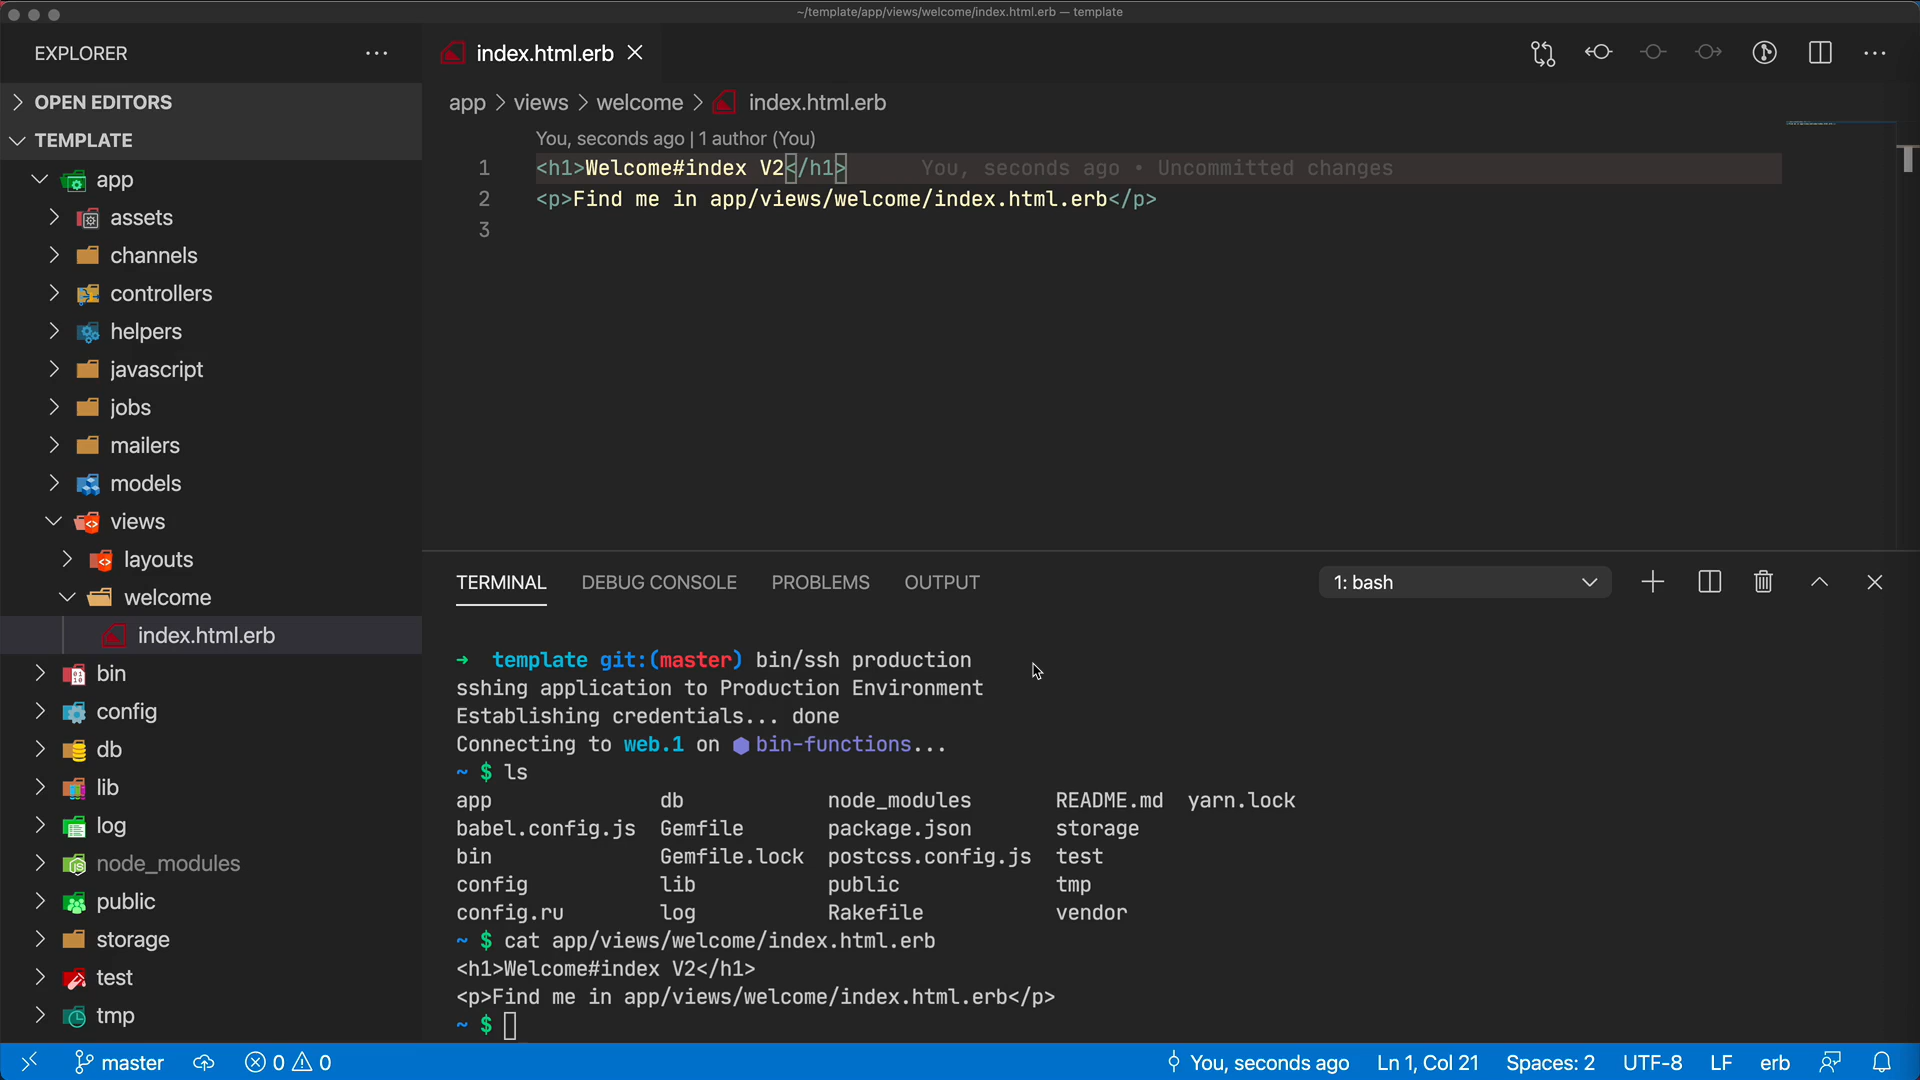 ~/template/app/views/welcome/index.html.erb — template
EXPLORER
OPEN EDITORS
TEMPLATE
app
assets
channels
controllers
helpers
javascript
jobs
mailers
models
views
layouts
welcome
index.html.erb
bin
config
db
lib
log
node_modules
public
storage
test
tmp
index.html.erb
app > views > welcome > index.html.erb
You, seconds ago | 1 author (You)
1 <h1>Welcome#index V2</h1> You, seconds ago • Uncommitted changes
2 <p>Find me in app/views/welcome/index.html.erb</p>
3
TERMINAL DEBUG CONSOLE PROBLEMS OUTPUT 1: bash
➜ template git:(master) bin/ssh production
sshing application to Production Environment
Establishing credentials... done
Connecting to web.1 on ⬢ bin-functions...
~ $ ls
app db node_modules README.md yarn.lock
babel.config.js Gemfile package.json storage
bin Gemfile.lock postcss.config.js test
config lib public tmp
config.ru log Rakefile vendor
~ $ cat app/views/welcome/index.html.erb
<h1>Welcome#index V2</h1>
<p>Find me in app/views/welcome/index.html.erb</p>
~ $
master 0 0 You, seconds ago Ln 1, Col 21 Spaces: 2 UTF-8 LF erb